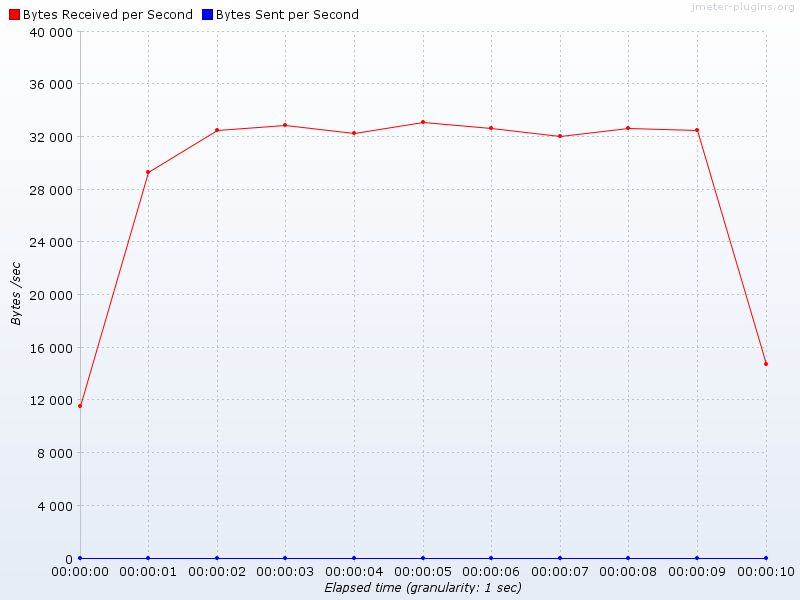 jmeter-plugins.org
Bytes Received per Second Bytes Sent per Second
40 000
36 000
32 000
28 000
24 000
20 000
16 000
12 000
8 000
4 000
0
Bytes /sec
00:00:00 00:00:01 00:00:02 00:00:03 00:00:04 00:00:05 00:00:06 00:00:07 00:00:08 00:00:09 00:00:10
Elapsed time (granularity: 1 sec)